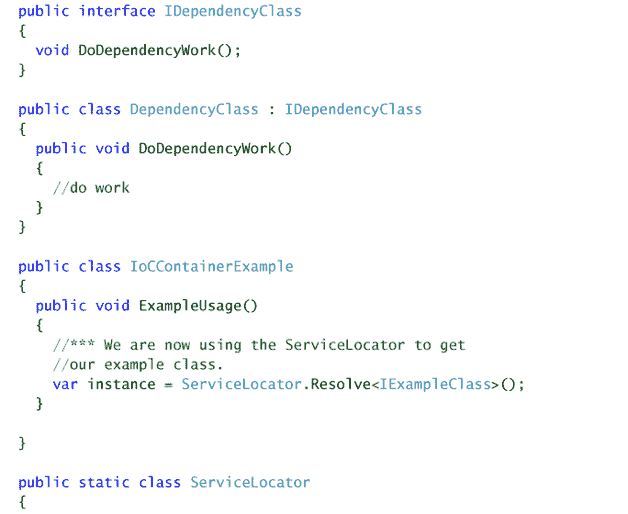 public interface IDependencyClass
{
  void DoDependencyWork();
}

public class DependencyClass : IDependencyClass
{
  public void DoDependencyWork()
  {
    //do work
  }
}

public class IoCContainerExample
{
  public void ExampleUsage()
  {
    //*** We are now using the ServiceLocator to get
    //our example class.
    var instance = ServiceLocator.Resolve<IExampleClass>();
  }

}

public static class ServiceLocator
{